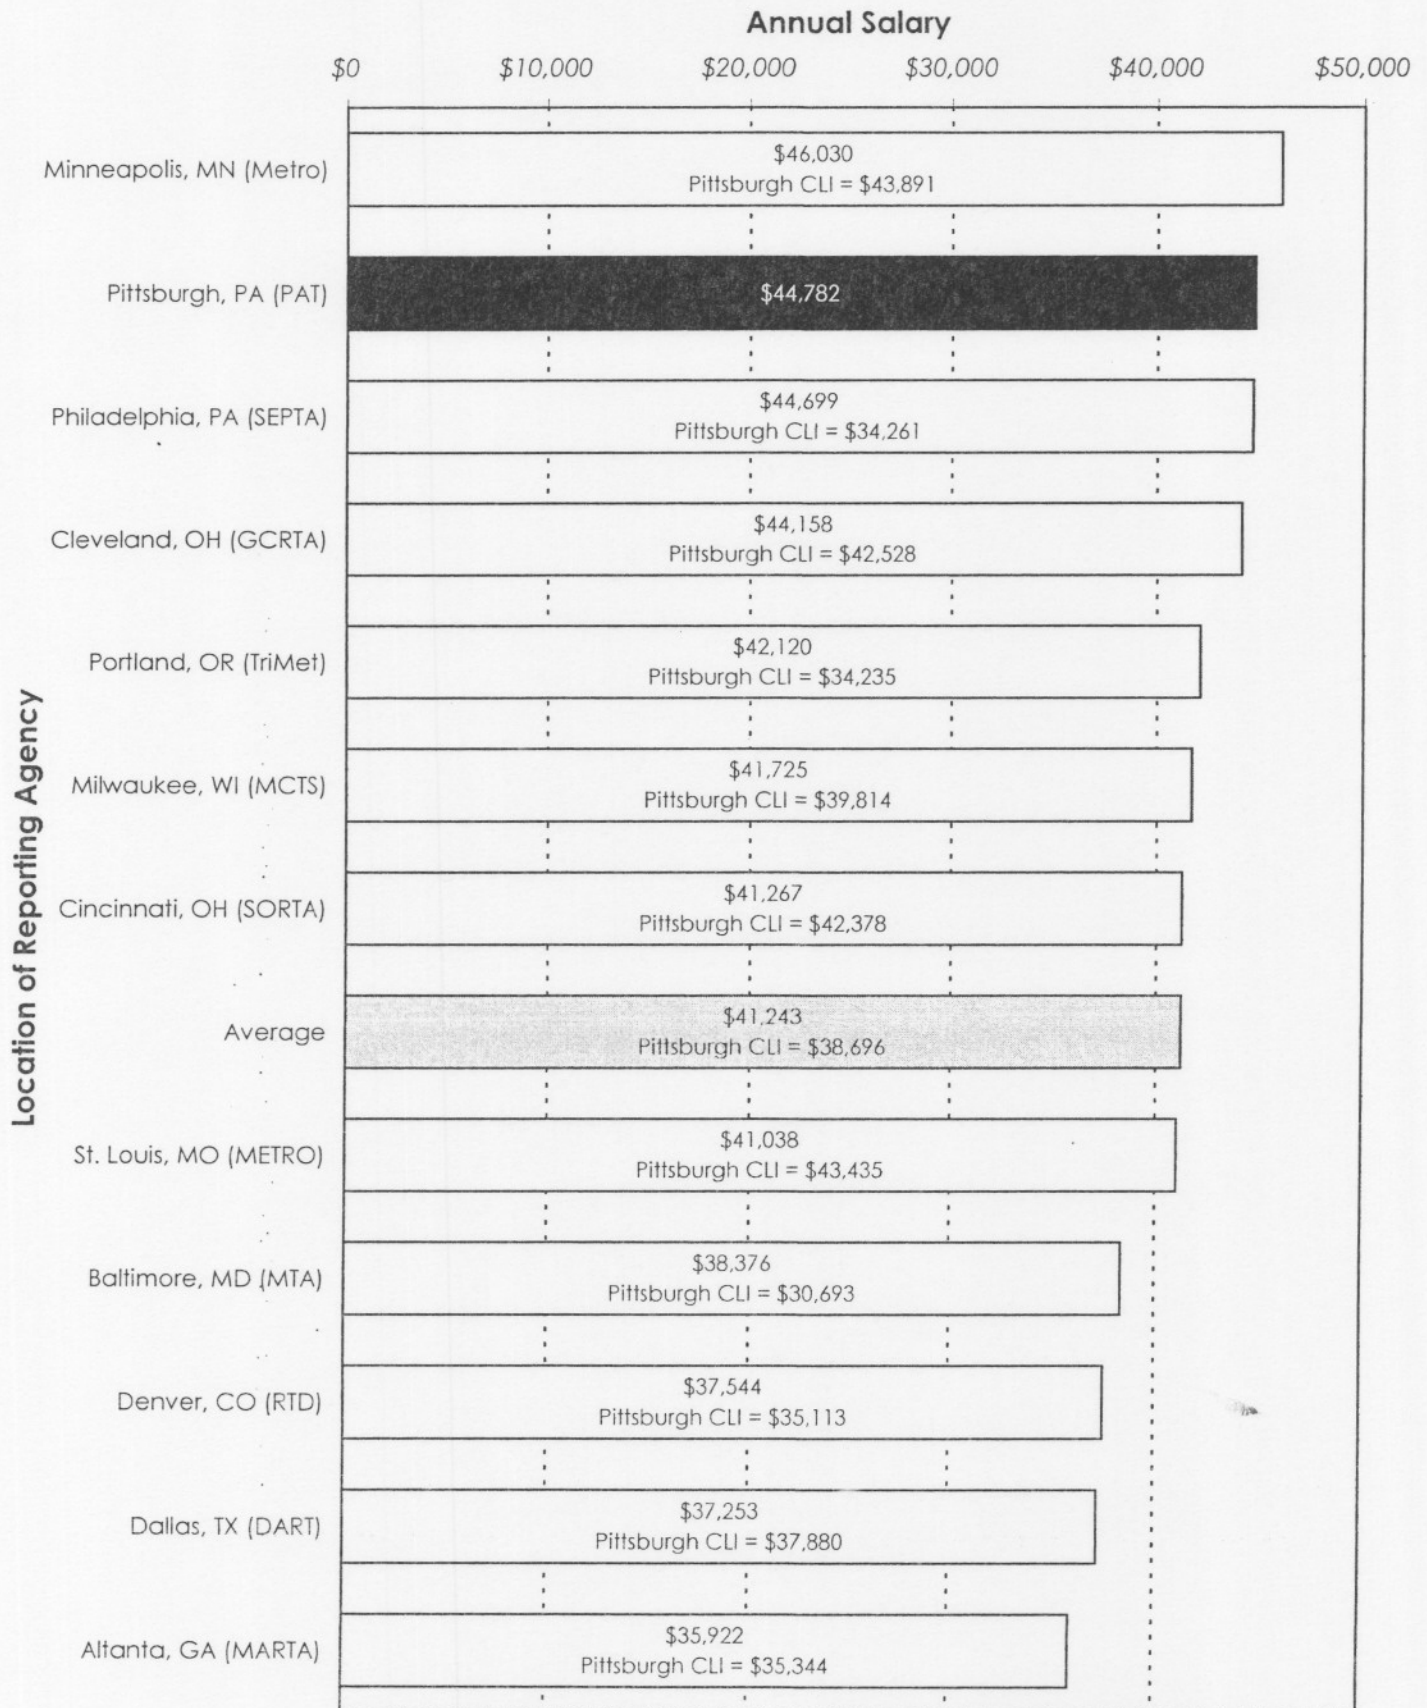 Annual Salary
$0 $10,000 $20,000 $30,000 $40,000 $50,000
Location of Reporting Agency
Minneapolis, MN (Metro)
$46,030
Pittsburgh CLI = $43,891
Pittsburgh, PA (PAT)
$44,782
Philadelphia, PA (SEPTA)
$44,699
Pittsburgh CLI = $34,261
Cleveland, OH (GCRTA)
$44,158
Pittsburgh CLI = $42,528
Portland, OR (TriMet)
$42,120
Pittsburgh CLI = $34,235
Milwaukee, WI (MCTS)
$41,725
Pittsburgh CLI = $39,814
Cincinnati, OH (SORTA)
$41,267
Pittsburgh CLI = $42,378
Average
$41,243
Pittsburgh CLI = $38,696
St. Louis, MO (METRO)
$41,038
Pittsburgh CLI = $43,435
Baltimore, MD (MTA)
$38,376
Pittsburgh CLI = $30,693
Denver, CO (RTD)
$37,544
Pittsburgh CLI = $35,113
Dallas, TX (DART)
$37,253
Pittsburgh CLI = $37,880
Altanta, GA (MARTA)
$35,922
Pittsburgh CLI = $35,344